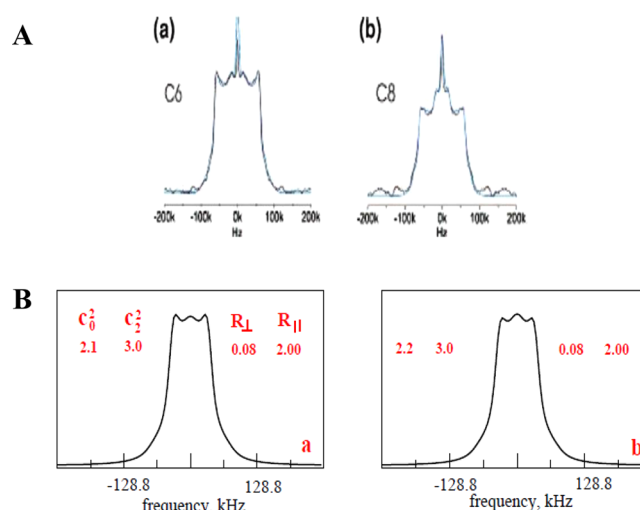 A
(a)
C6
-200k -100k 0k 100k 200k
Hz
(b)
C8
-200k -100k 0k 100k 200k
Hz
B
C₀² C₂² R⊥ R||
2.1 3.0 0.08 2.00
a
-128.8 128.8
frequency, kHz
2.2 3.0 0.08 2.00
b
-128.8 128.8
frequency, kHz